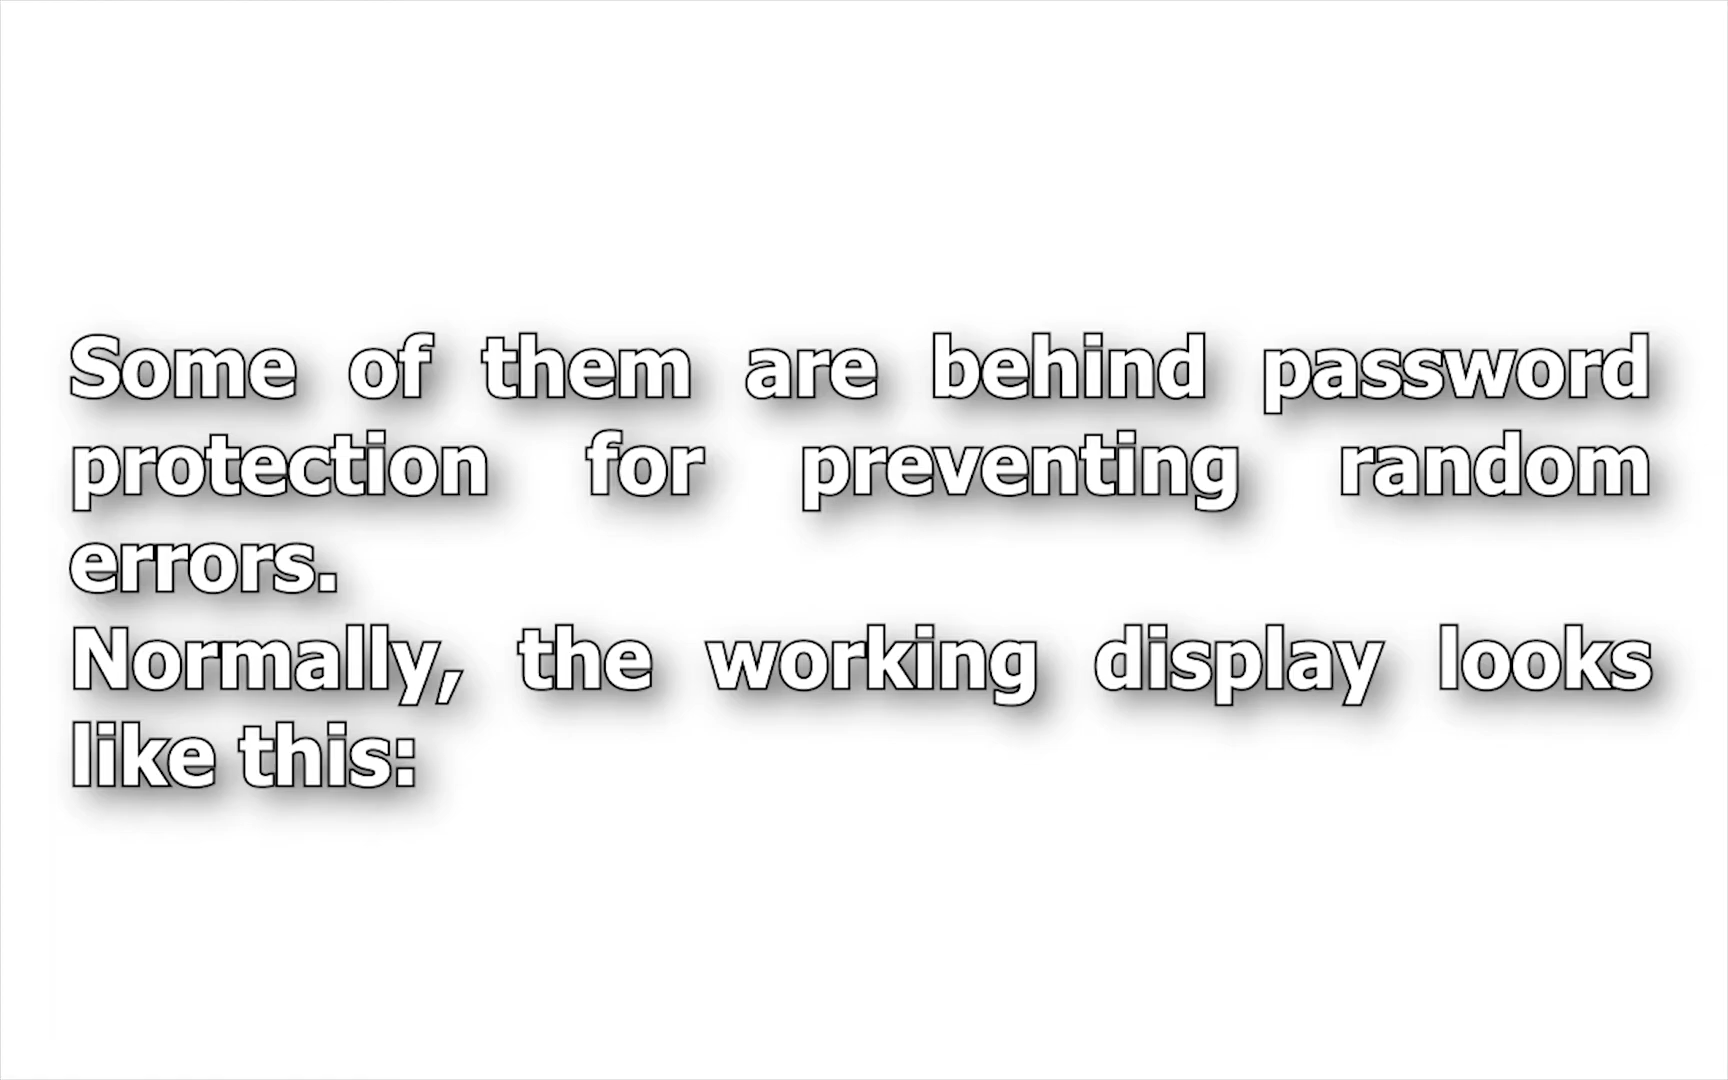 Some of them are behind password
protection for preventing random
errors.
Normally, the working display looks
like this: